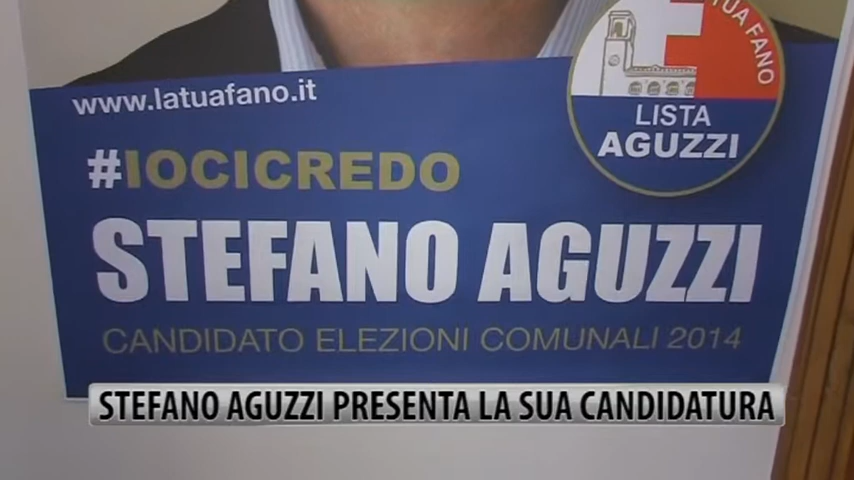 TUA FANO
www.latuafano.it
LISTA
AGUZZI
#IOCICREDO
STEFANO AGUZZI
CANDIDATO ELEZIONI COMUNALI 2014
STEFANO AGUZZI PRESENTA LA SUA CANDIDATURA